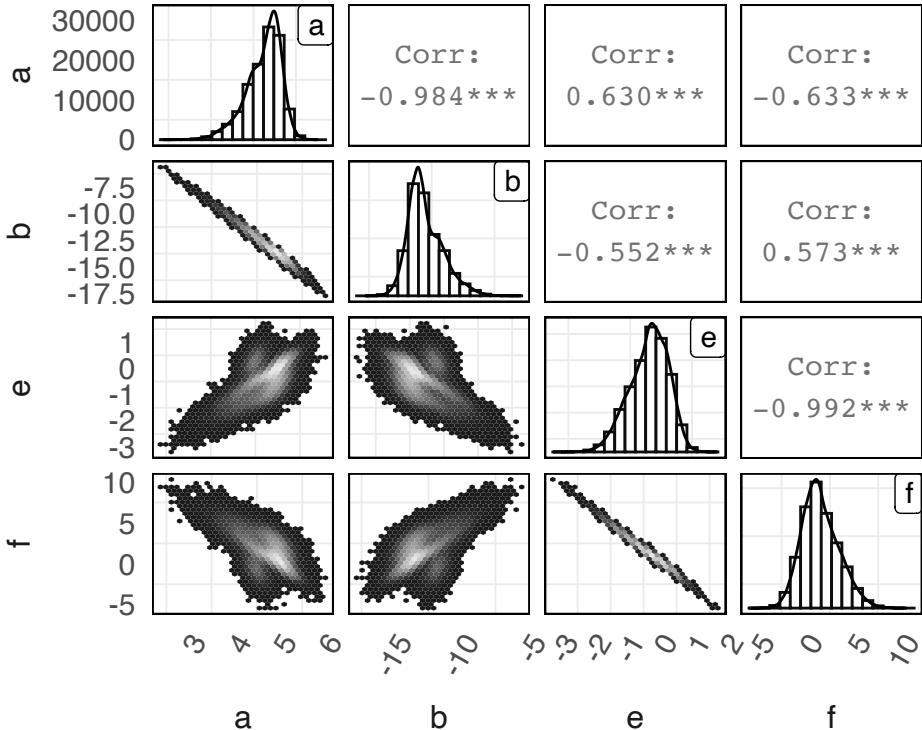 30000
20000
10000
0
a
a
Corr:
-0.984***
Corr:
0.630***
Corr:
-0.633***
-7.5
-10.0
-12.5
-15.0
-17.5
b
b
Corr:
-0.552***
Corr:
0.573***
1
0
-1
-2
-3
e
e
Corr:
-0.992***
10
5
0
-5
f
f
3 4 5 6
-15 -10 -5
-3 -2 -1 0 1 2
-5 0 5 10
a b e f